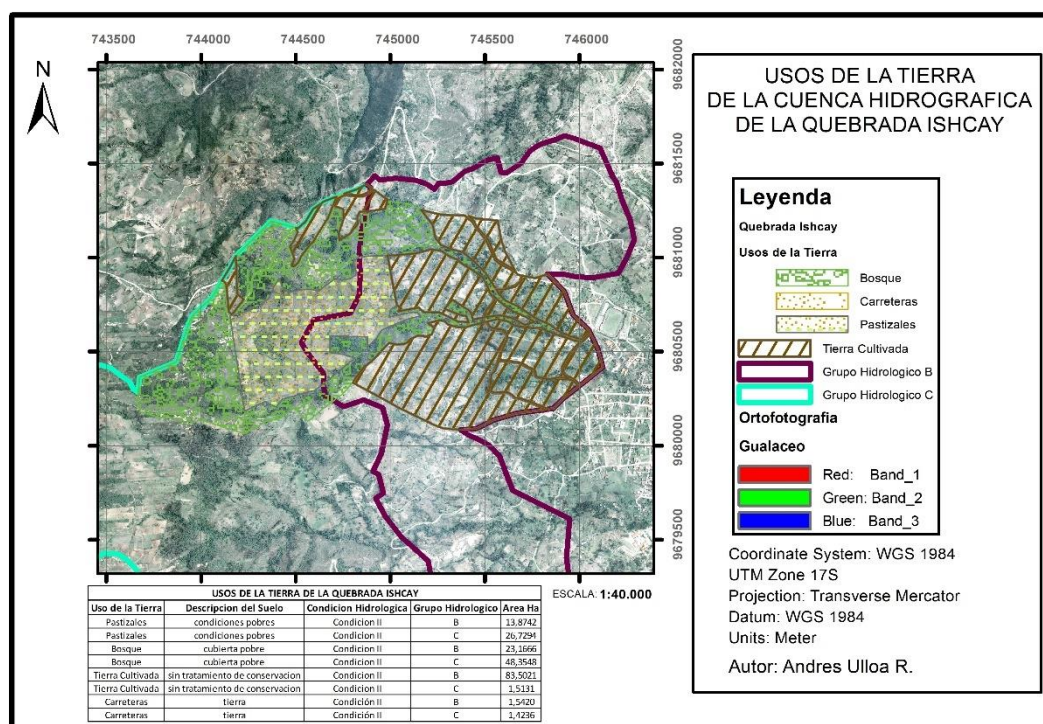 743500 744000 744500 745000 745500 746000
N
9682000
9681500
9681000
9680500
9680000
9679500
USOS DE LA TIERRA
DE LA CUENCA HIDROGRAFICA
DE LA QUEBRADA ISHCAY
Leyenda
Quebrada Ishcay
Usos de la Tierra
Bosque
Carreteras
Pastizales
Tierra Cultivada
Grupo Hidrologico B
Grupo Hidrologico C
Ortofotografia
Gualaceo
Red: Band_1
Green: Band_2
Blue: Band_3
Coordinate System: WGS 1984
UTM Zone 17S
Projection: Transverse Mercator
Datum: WGS 1984
Units: Meter
Autor: Andres Ulloa R.
ESCALA: 1:40.000
USOS DE LA TIERRA DE LA QUEBRADA ISHCAY
Uso de la Tierra Descripcion del Suelo Condicion Hidrologica Grupo Hidrologico Area Ha
Pastizales condiciones pobres Condicion II B 13,8742
Pastizales condiciones pobres Condicion II C 26,7294
Bosque cubierta pobre Condicion II B 23,1666
Bosque cubierta pobre Condicion II C 48,3548
Tierra Cultivada sin tratamiento de conservacion Condicion II B 83,5021
Tierra Cultivada sin tratamiento de conservacion Condicion II C 1,5131
Carreteras tierra Condición II B 1,5420
Carreteras tierra Condición II C 1,4236